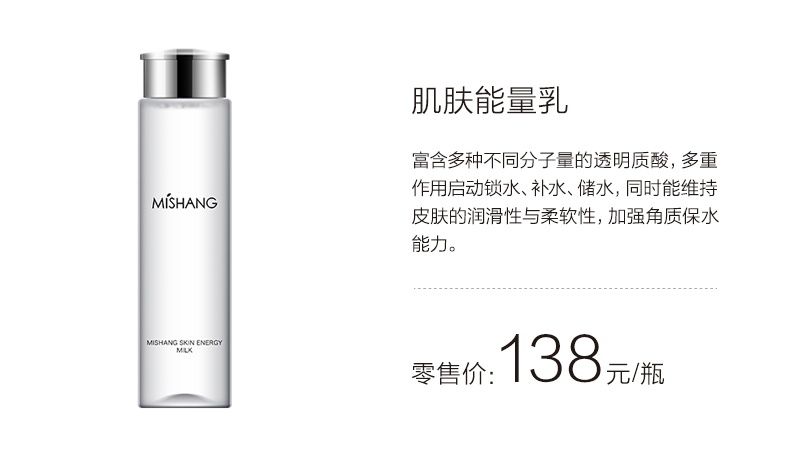 肌肤能量乳
富含多种不同分子量的透明质酸，多重
作用启动锁水、补水、储水，同时能维持
皮肤的润滑性与柔软性，加强角质保水
能力。
零售价：138元/瓶
MISHANG
MISHANG SKIN ENERGY
MILK